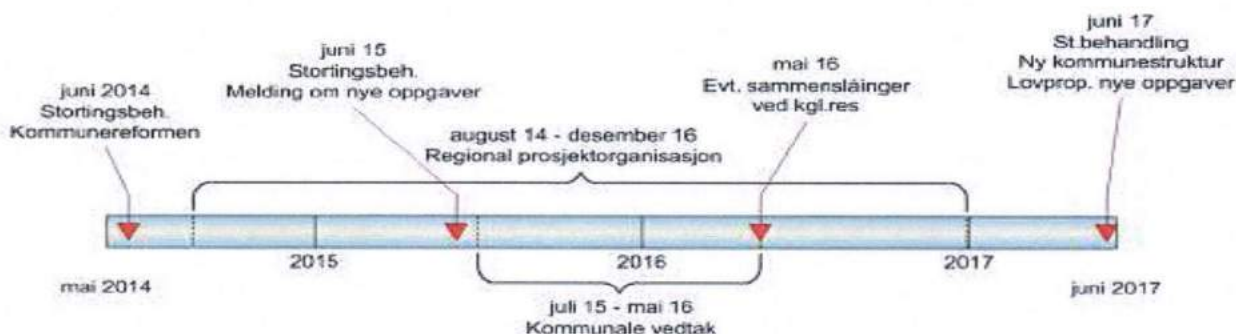 juni 2014
Stortingsbeh.
Kommunereformen
juni 15
Stortingsbeh.
Melding om nye oppgaver
august 14 - desember 16
Regional prosjektorganisasjon
mai 16
Evt. sammenslåinger
ved kgl.res
juni 17
St.behandling
Ny kommunestruktur
Lovprop. nye oppgaver
2015
2016
2017
mai 2014
juni 2017
juli 15 - mai 16
Kommunale vedtak